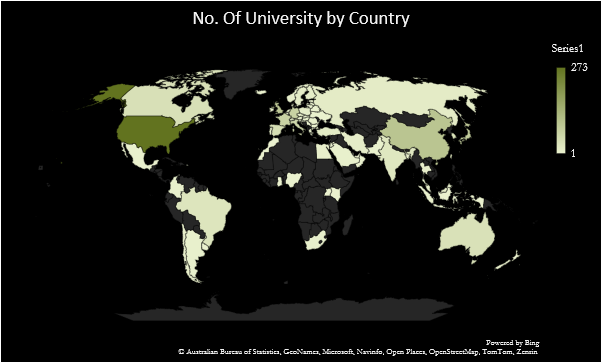 No. Of University by Country
Series1
273
1
Powered by Bing
© Australian Bureau of Statistics, GeoNames, Microsoft, Navinfo, Open Places, OpenStreetMap, TomTom, Zenrin